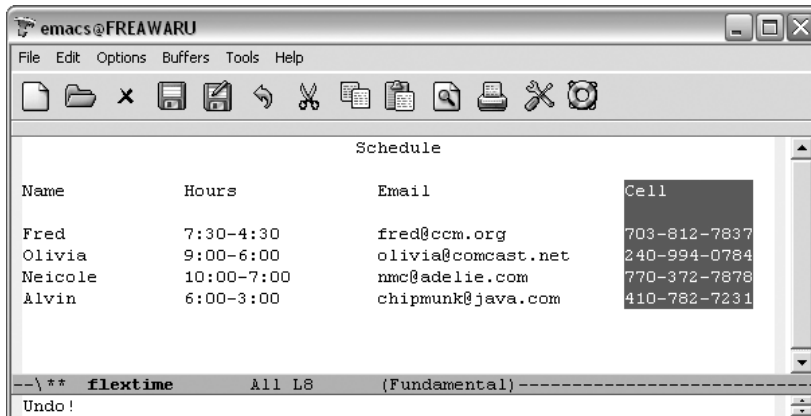 emacs@FREAWARU
File Edit Options Buffers Tools Help
Schedule
Name Hours Email Cell
Fred 7:30-4:30 fred@ccm.org 703-812-7837
Olivia 9:00-6:00 olivia@comcast.net 240-994-0784
Neicole 10:00-7:00 nmc@adelie.com 770-372-7878
Alvin 6:00-3:00 chipmunk@java.com 410-782-7231
--\** flextime All L8 (Fundamental)--------------------------
Undo!